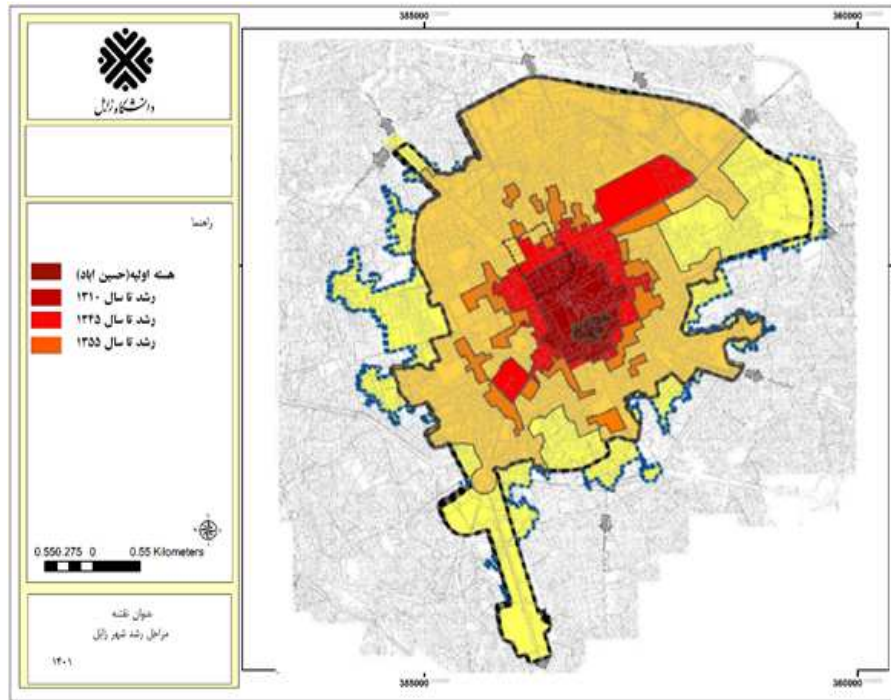 385000
360000
دانشگاه زابل
راهنما
هسته اولیه(حسین اباد)
رشد تا سال ۱۳۱۰
رشد تا سال ۱۳۴۵
رشد تا سال ۱۳۵۵
0.550.275 0 0.55 Kilometers
عنوان نقشه
مراحل رشد شهر زابل
۱۴۰۱
385000
360000